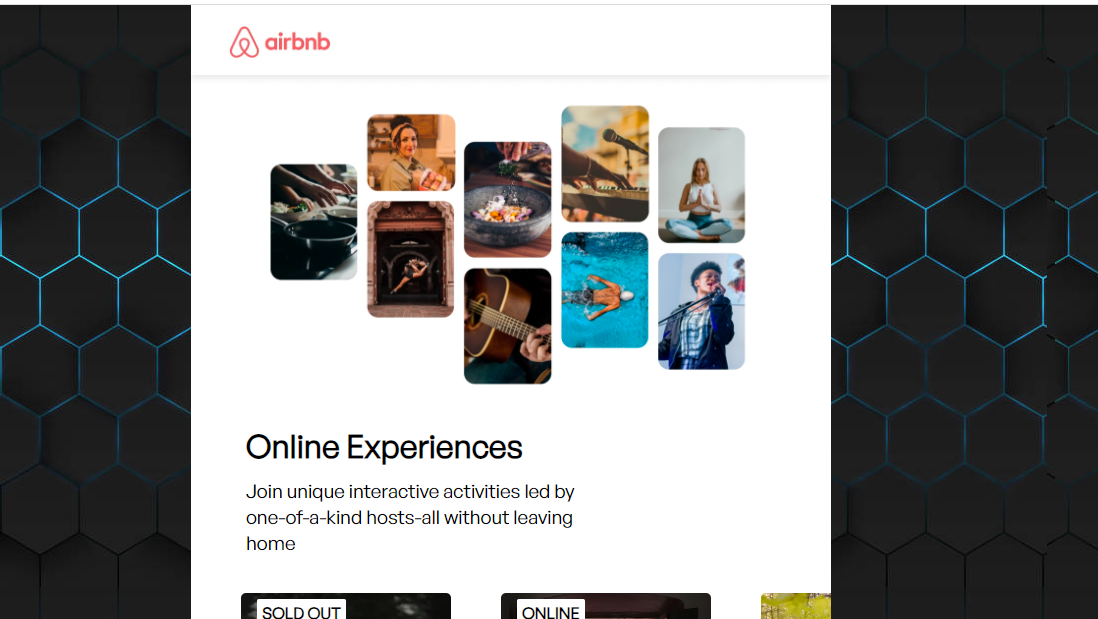 airbnb
Online Experiences
Join unique interactive activities led by
one-of-a-kind hosts-all without leaving
home
SOLD OUT
ONLINE